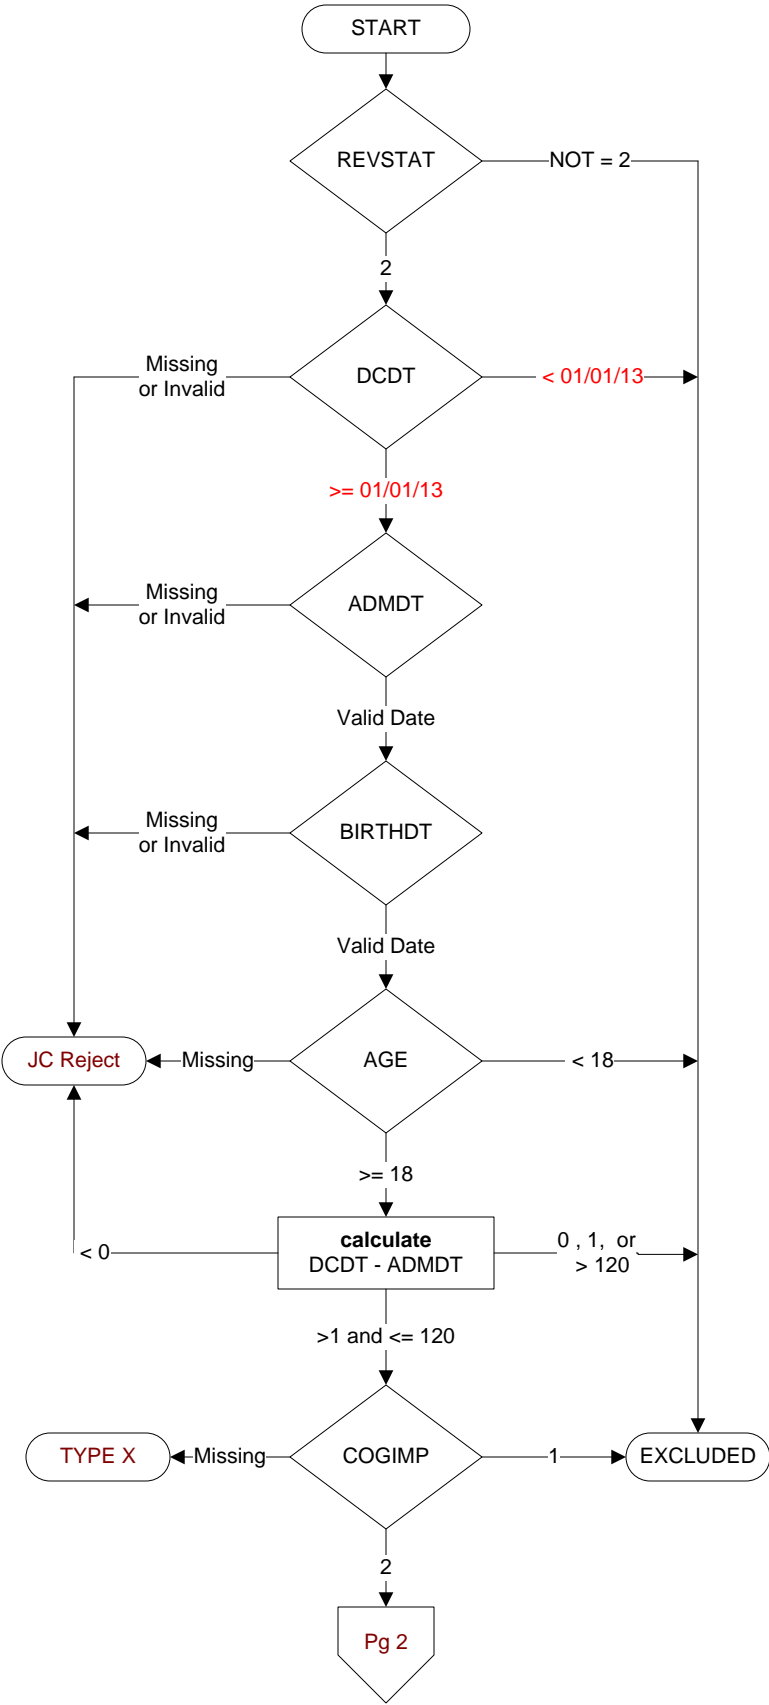 START
REVSTAT
NOT = 2
2
Missing
or Invalid
DCDT
< 01/01/13
>= 01/01/13
Missing
or Invalid
ADMDT
Valid Date
Missing
or Invalid
BIRTHDT
Valid Date
JC Reject
Missing
AGE
< 18
>= 18
< 0
calculate
DCDT - ADMDT
0 , 1, or
> 120
>1 and <= 120
TYPE X
Missing
COGIMP
1
EXCLUDED
2
Pg 2